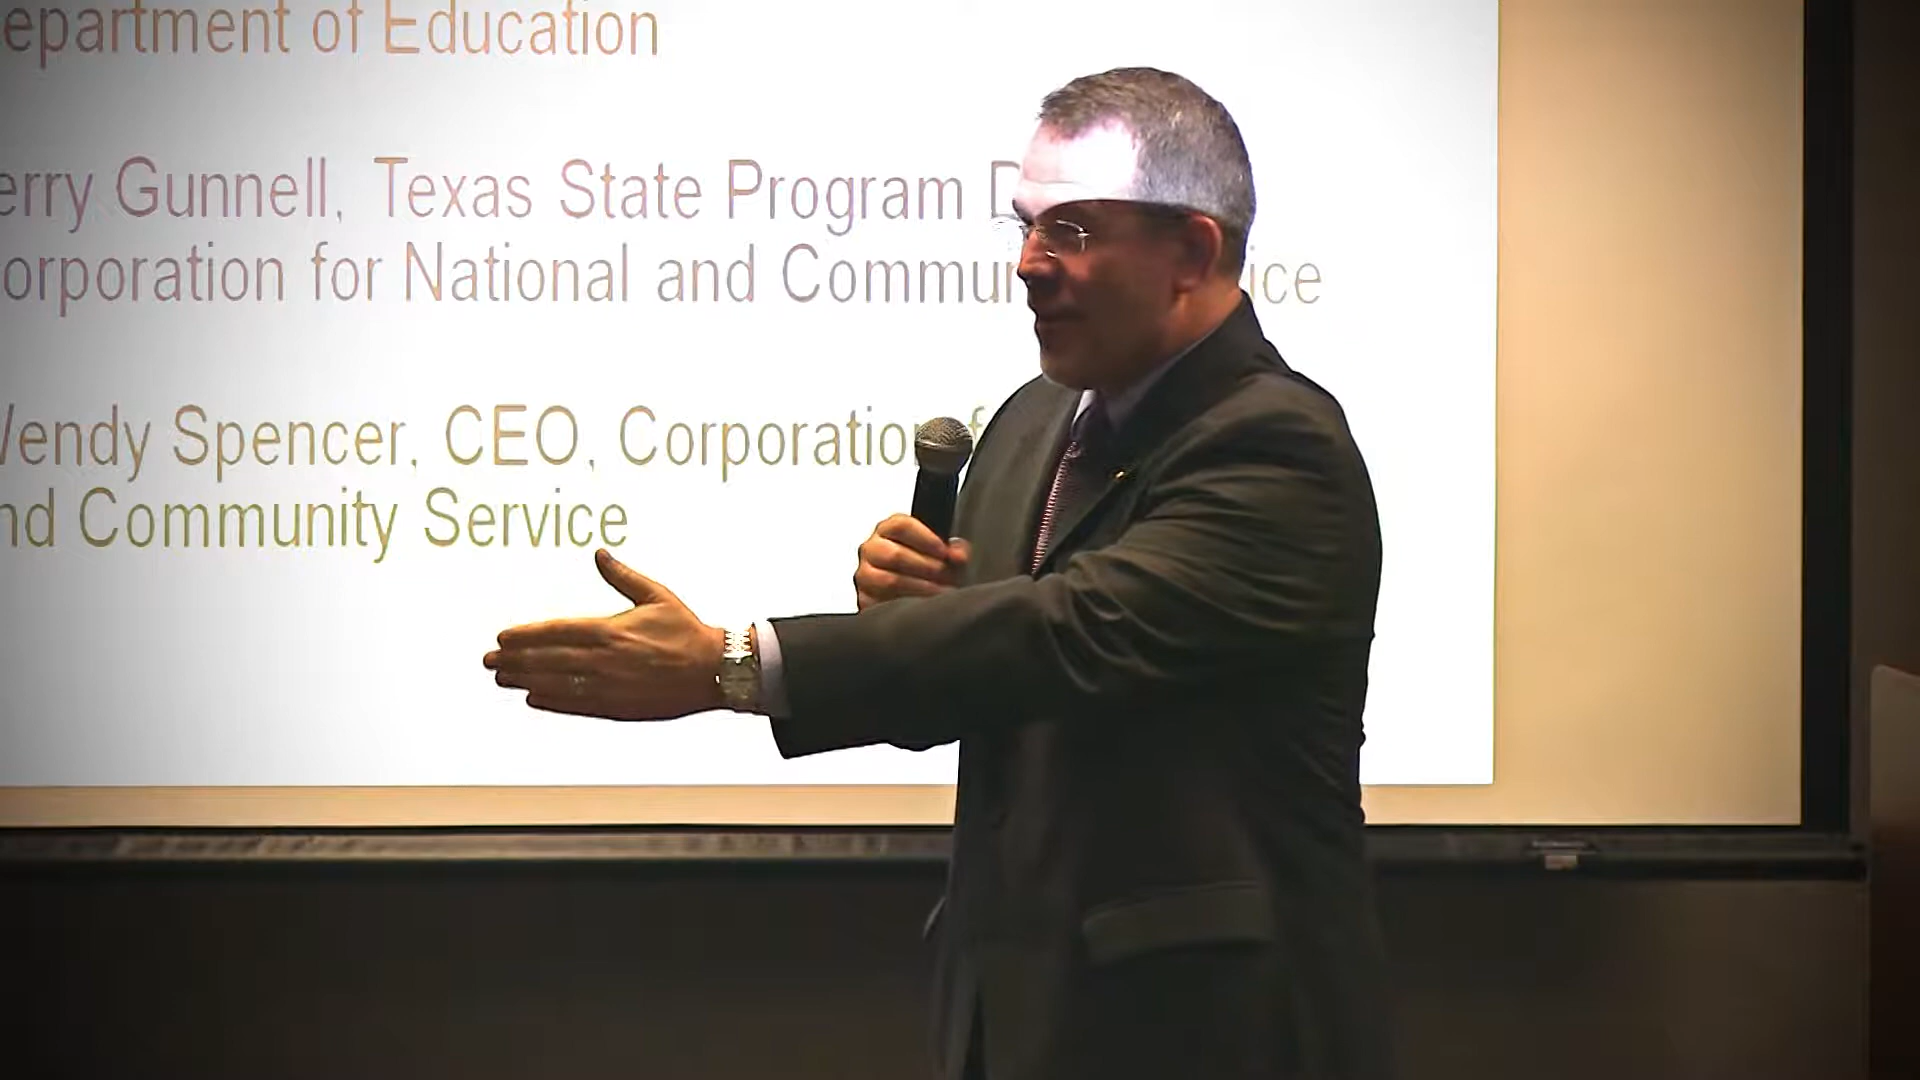 epartment of Education
erry Gunnell, Texas State Program D
orporation for National and Commun ice
endy Spencer, CEO, Corporation f
nd Community Service